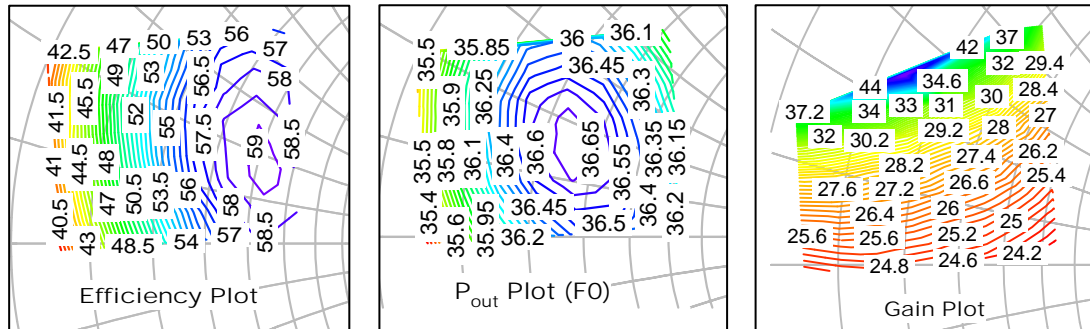 42.5 47 50 53 56
57
49 53 56.5 58
41.5 45.5 52 55 57.5 59 58.5
41 44.5 48
47 50.5 53.5 56 58
40.5 43 48.5 54 57 58.5
Efficiency Plot
35.5 35.85 36 36.1
35.9 36.25 36.45 36.3
35.5 35.8 36.1 36.4 36.6 36.65 36.55 36.35 36.15
35.4 35.6 35.95 36.45 36.5 36.4 36.2
36.2
Pout Plot (F0)
42 37
44 34.6 32 29.4
37.2 34 33 31 30 28.4
32 30.2 29.2 28 27
28.2 27.4 26.2
27.6 27.2 26.6 25.4
26.4 26 25
25.6 25.6 25.2
24.8 24.6 24.2
Gain Plot